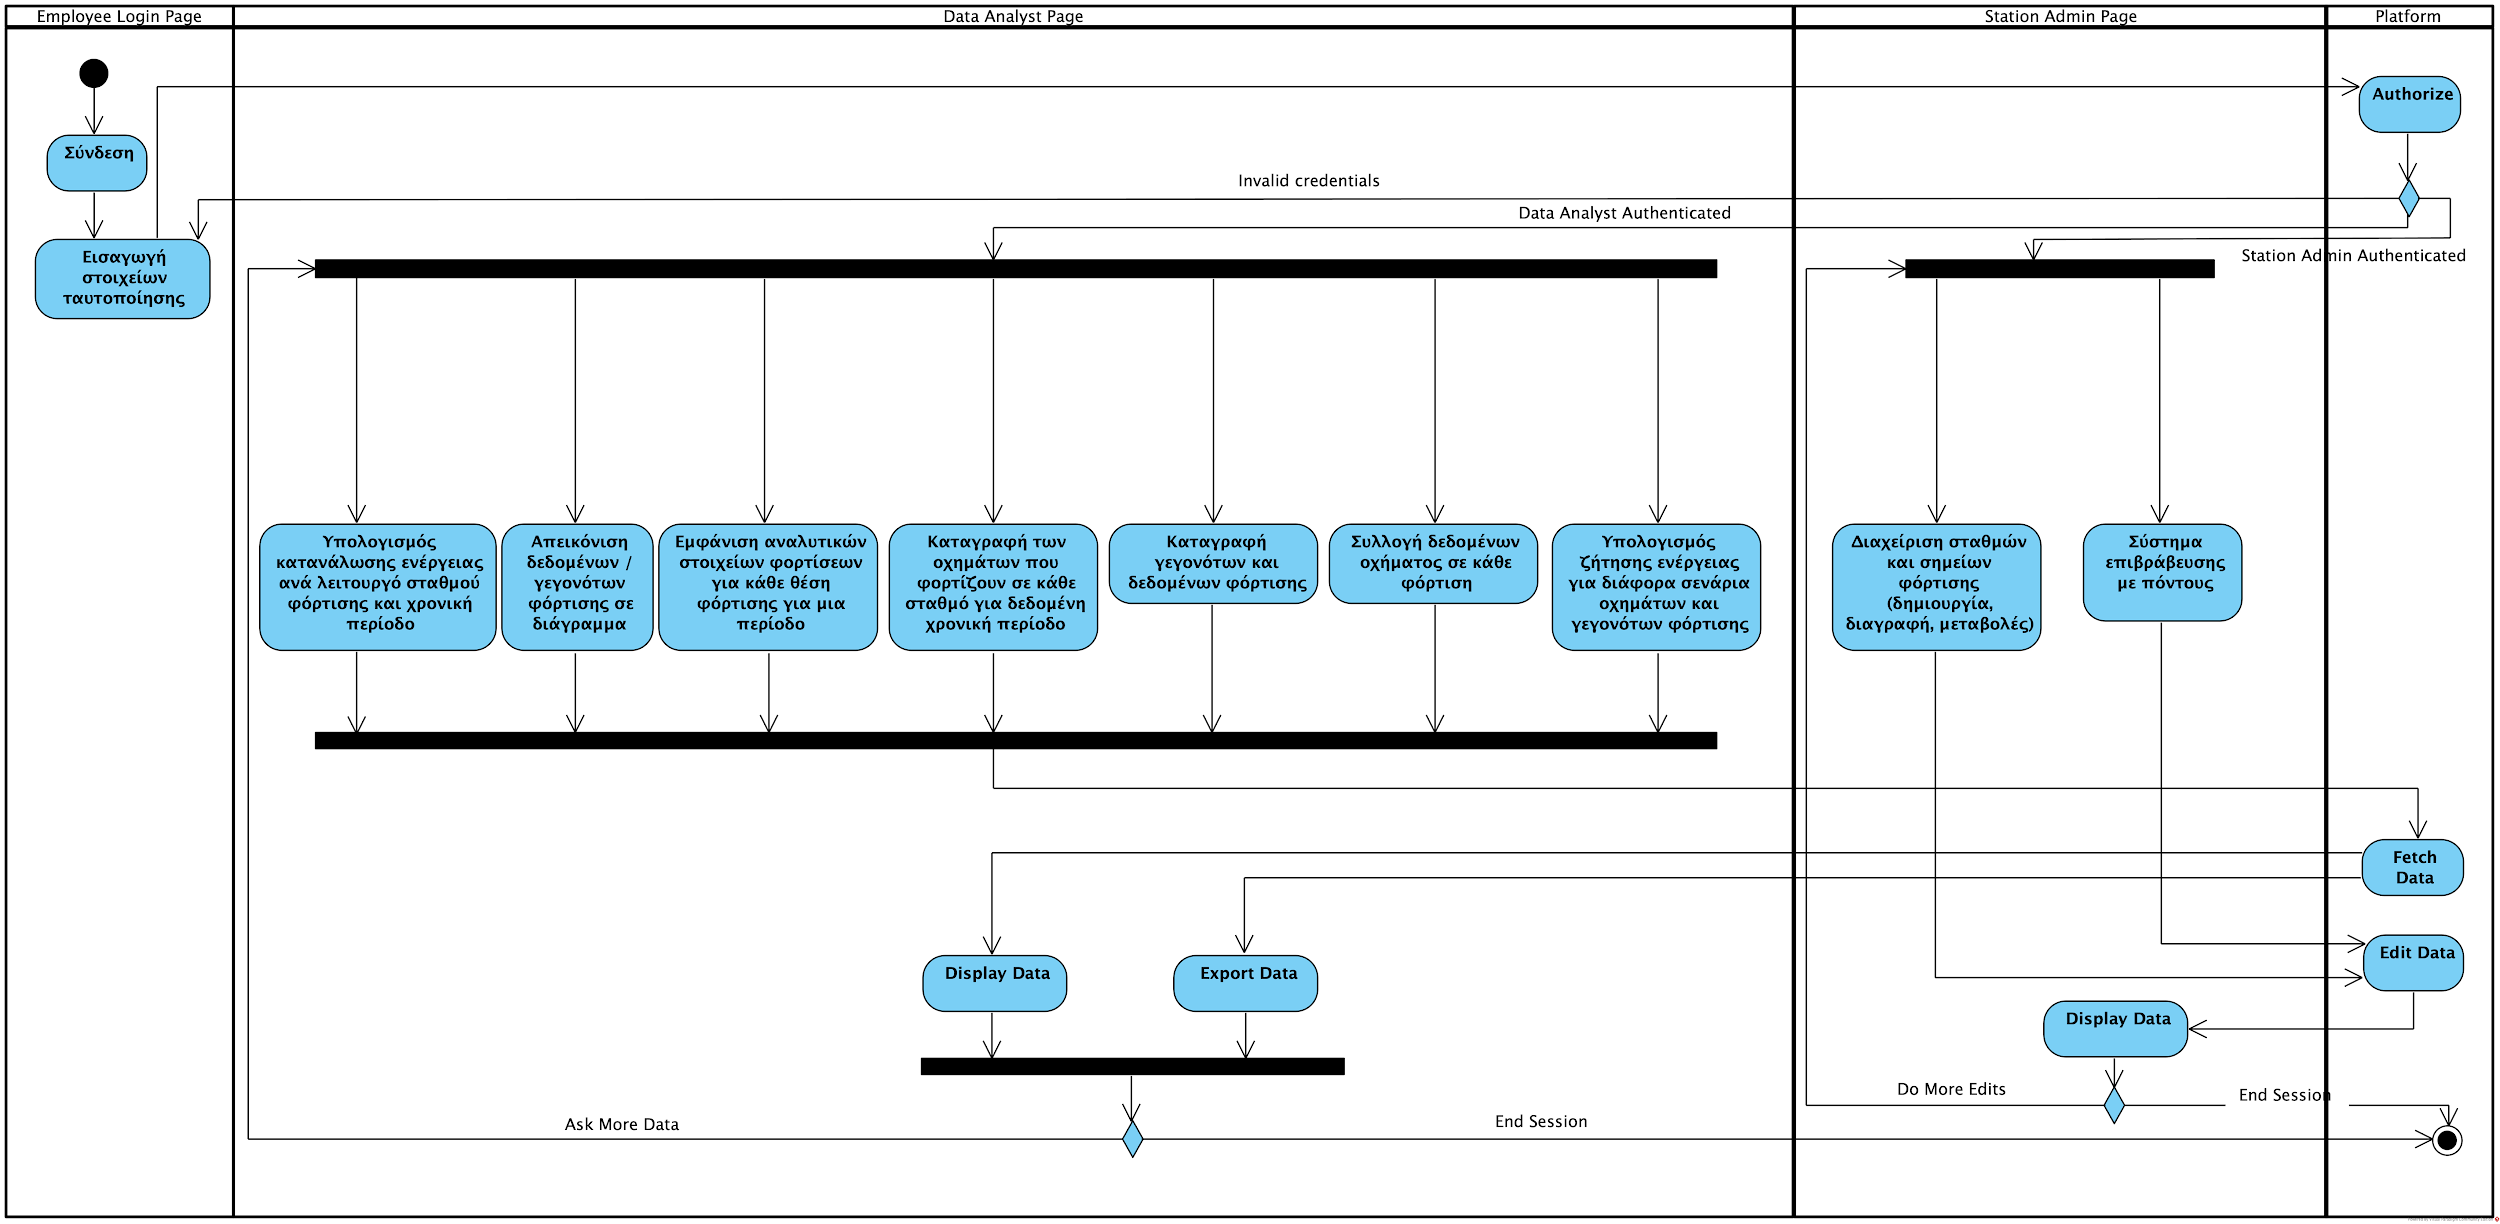 Employee Login Page
Data Analyst Page
Station Admin Page
Platform
Authorize
Σύνδεση
Invalid credentials
Data Analyst Authenticated
Station Admin Authenticated
Εισαγωγή
στοιχείων
ταυτοποίησης
Υπολογισμός
κατανάλωσης ενέργειας
ανά λειτουργό σταθμού
φόρτισης και χρονική
περίοδο
Απεικόνιση
δεδομένων /
γεγονότων
φόρτισης σε
διάγραμμα
Εμφάνιση αναλυτικών
στοιχείων φορτίσεων
για κάθε θέση
φόρτισης για μια
περίοδο
Καταγραφή των
οχημάτων που
φορτίζουν σε κάθε
σταθμό για δεδομένη
χρονική περίοδο
Καταγραφή
γεγονότων και
δεδομένων φόρτισης
Συλλογή δεδομένων
οχήματος σε κάθε
φόρτιση
Υπολογισμός
ζήτησης ενέργειας
για διάφορα σενάρια
οχημάτων και
γεγονότων φόρτισης
Διαχείριση σταθμών
και σημείων
φόρτισης
(δημιουργία,
διαγραφή, μεταβολές)
Σύστημα
επιβράβευσης
με πόντους
Fetch
Data
Edit Data
Display Data
Export Data
Display Data
Do More Edits
End Session
Ask More Data
End Session